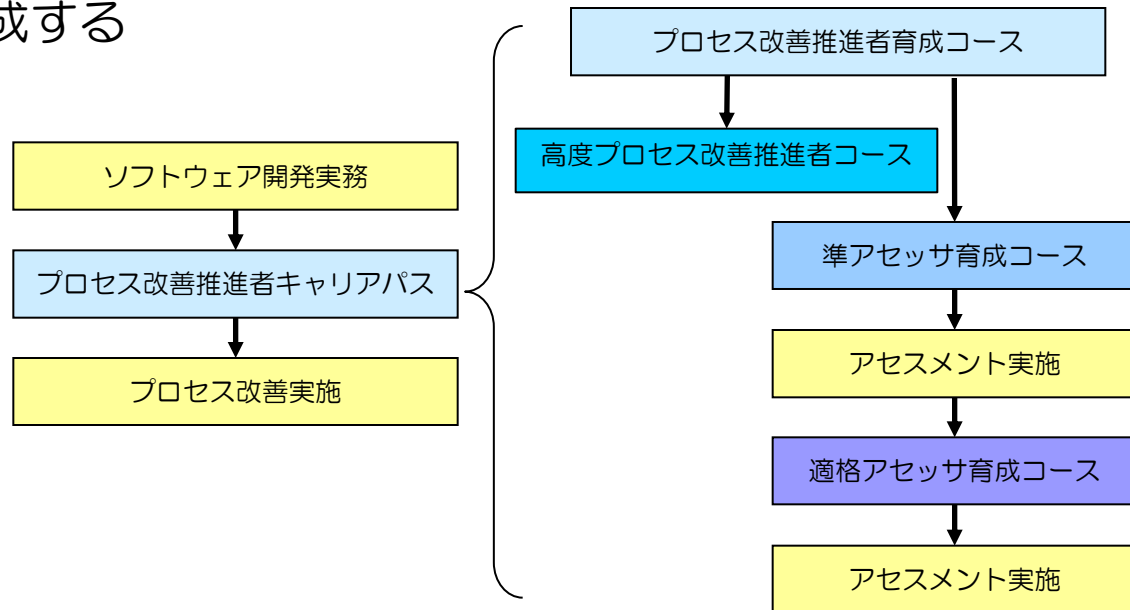 成する
ソフトウェア開発実務
プロセス改善推進者キャリアパス
プロセス改善実施
プロセス改善推進者育成コース
高度プロセス改善推進者コース
準アセッサ育成コース
アセスメント実施
適格アセッサ育成コース
アセスメント実施